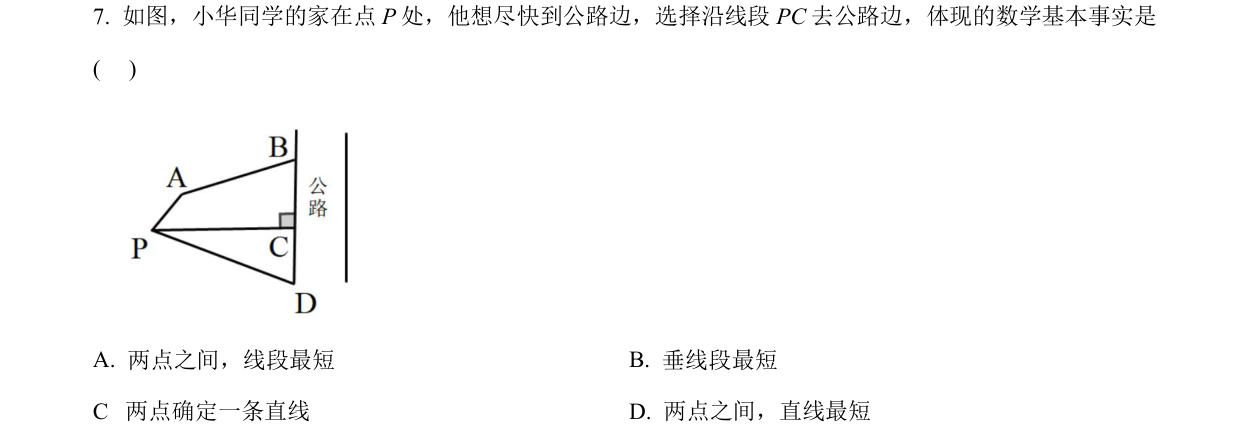 7. 如图，小华同学的家在点 P 处，他想尽快到公路边，选择沿线段 PC 去公路边，体现的数学基本事实是
(    )
B
A
公
路
P
C
D
A. 两点之间，线段最短
B. 垂线段最短
C  两点确定一条直线
D. 两点之间，直线最短